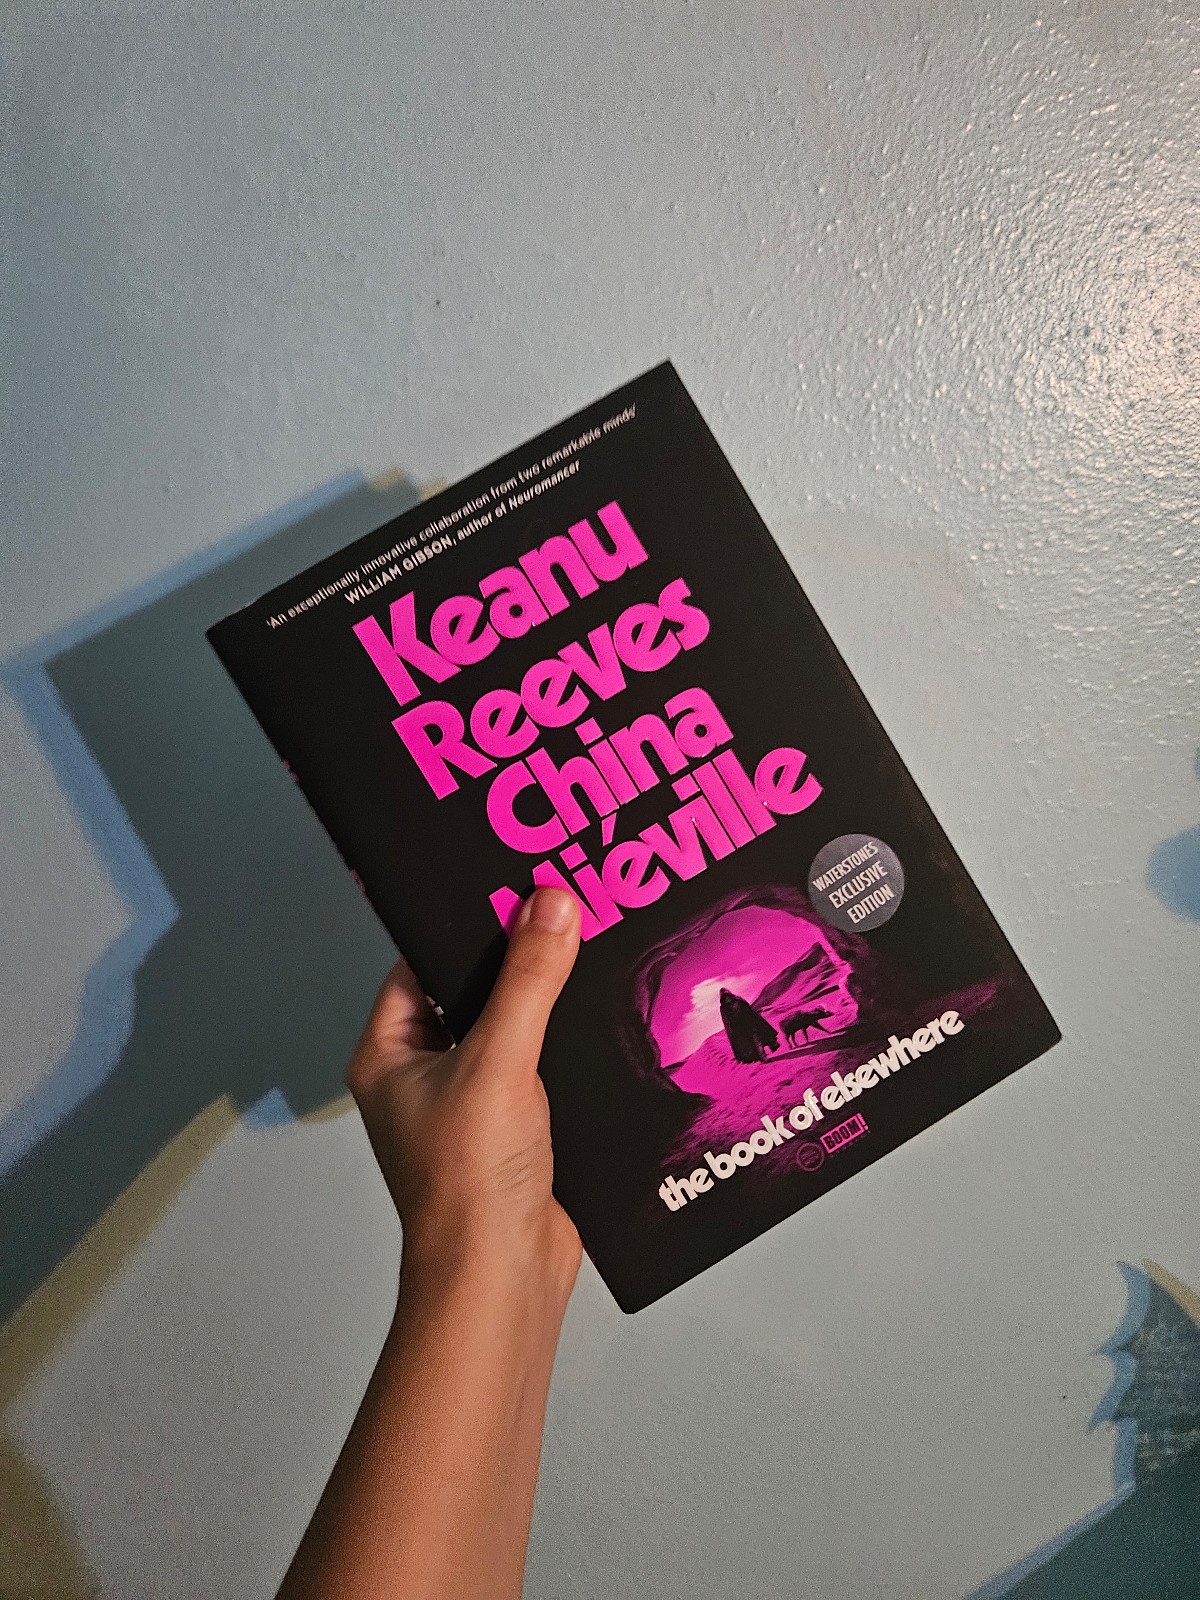 'An exceptionally innovative collaboration from two remarkable minds'
WILLIAM GIBSON, author of Neuromancer
Keanu
Reeves
China
Miéville
WATERSTONES
EXCLUSIVE
EDITION
the book of elsewhere
BOOM!